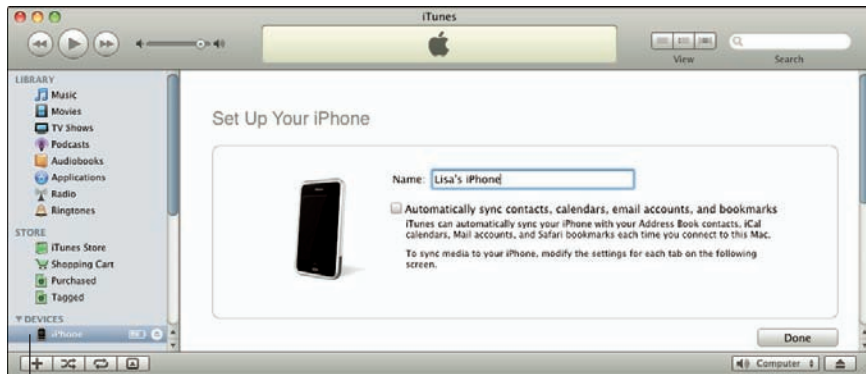 iTunes
View
Search
LIBRARY
Music
Movies
TV Shows
Podcasts
Audiobooks
Applications
Radio
Ringtones
STORE
iTunes Store
Shopping Cart
Purchased
Tagged
DEVICES
iPhone
Set Up Your iPhone
Name: Lisa's iPhone
Automatically sync contacts, calendars, email accounts, and bookmarks
iTunes can automatically sync your iPhone with your Address Book contacts, iCal
calendars, Mail accounts, and Safari bookmarks each time you connect to this Mac.
To sync media to your iPhone, modify the settings for each tab on the following
screen.
Done
Computer